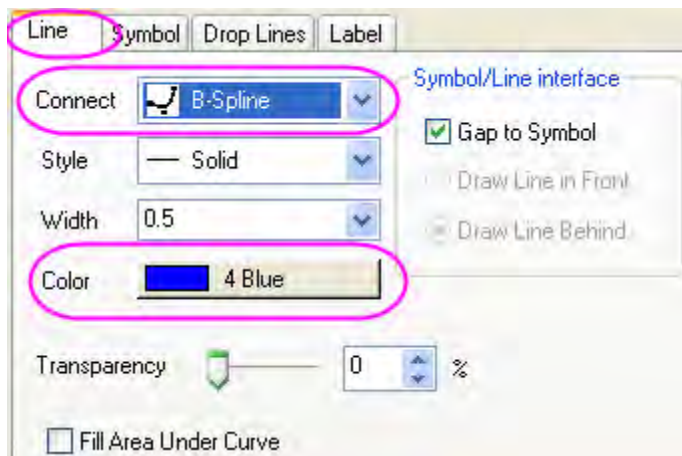 Line Symbol Drop Lines Label
Connect B-Spline
Style Solid
Width 0.5
Color 4 Blue
Transparency 0 %
Fill Area Under Curve
Symbol/Line interface
Gap to Symbol
Draw Line in Front
Draw Line Behind